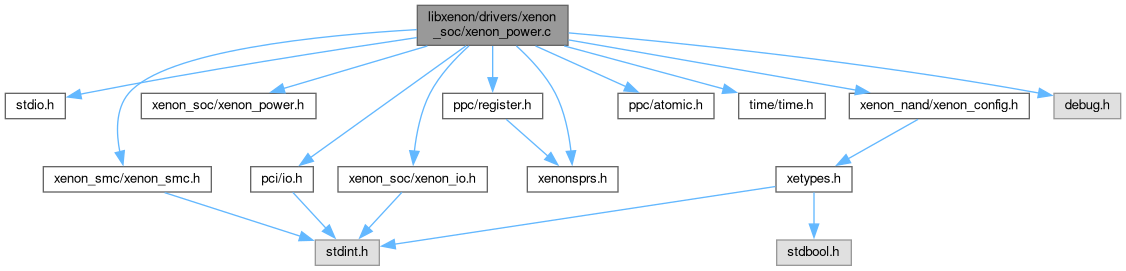 libxenon/drivers/xenon
_soc/xenon_power.c
stdio.h
xenon_soc/xenon_power.h
ppc/register.h
ppc/atomic.h
time/time.h
xenon_nand/xenon_config.h
debug.h
xenon_smc/xenon_smc.h
pci/io.h
xenon_soc/xenon_io.h
xenonsprs.h
xetypes.h
stdint.h
stdbool.h